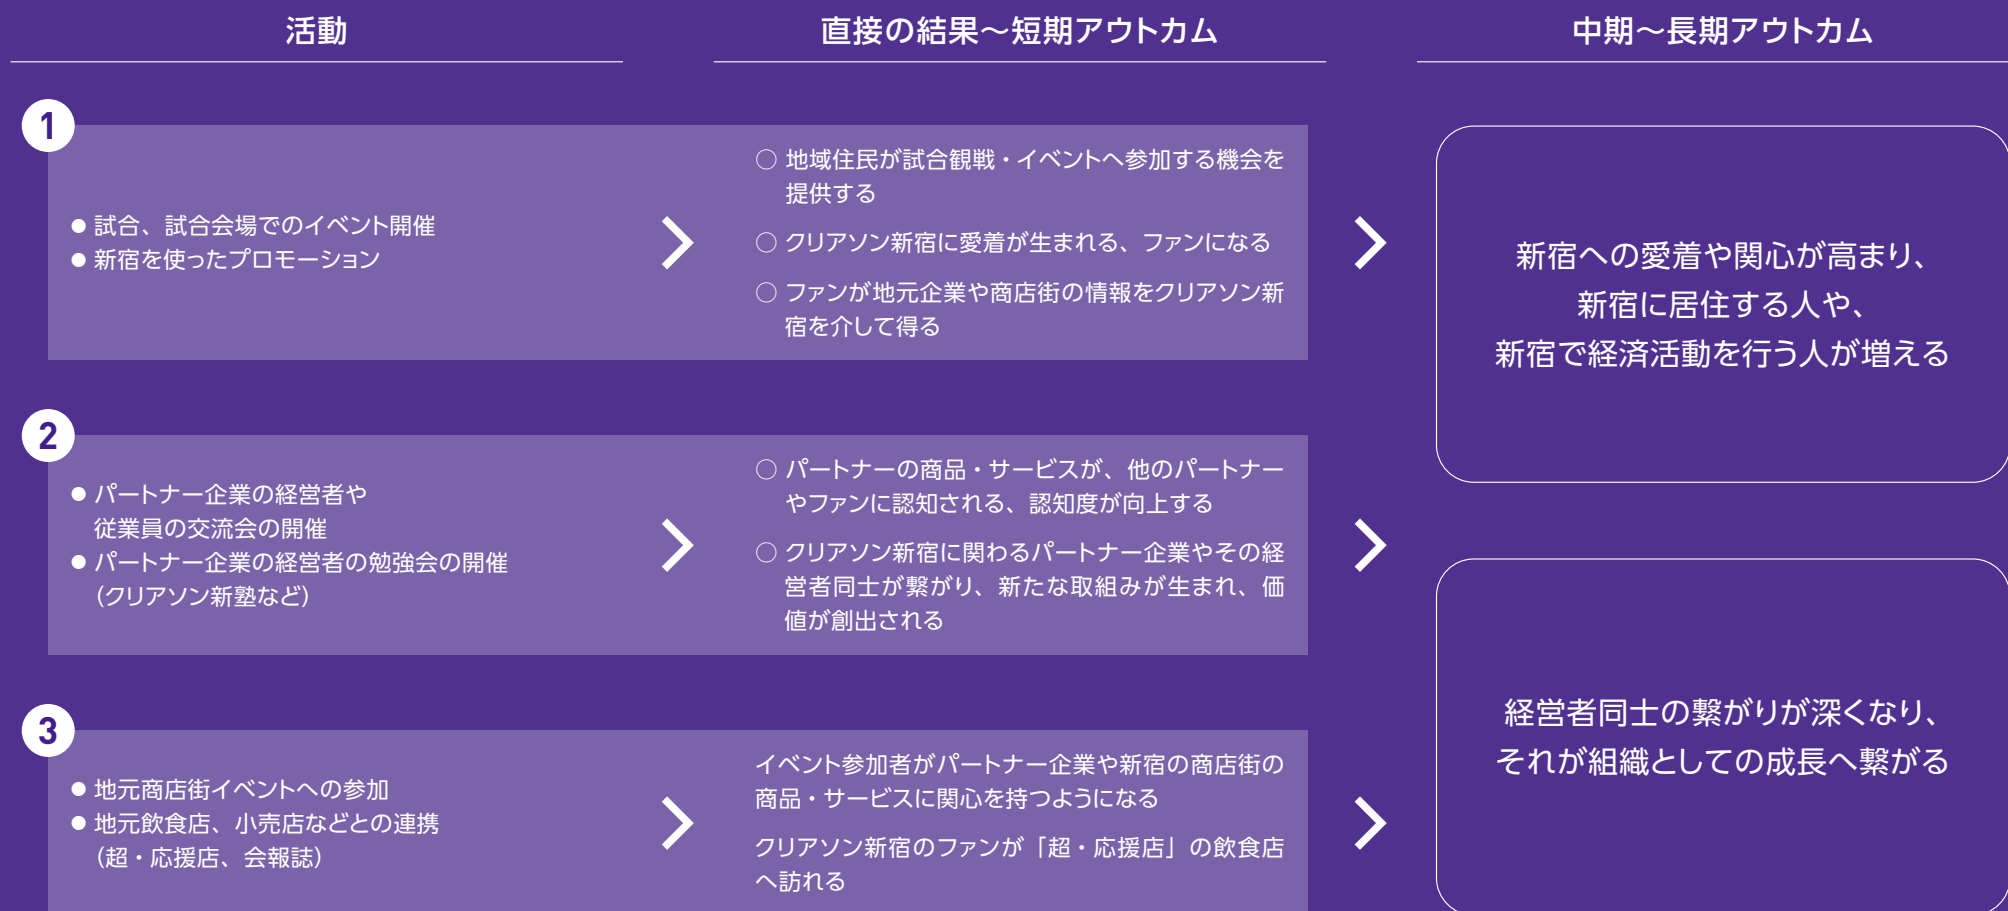 活動
直接の結果～短期アウトカム
中期～長期アウトカム
1
● 試合、試合会場でのイベント開催
● 新宿を使ったプロモーション
○ 地域住民が試合観戦・イベントへ参加する機会を
提供する
○ クリアソン新宿に愛着が生まれる、ファンになる
○ ファンが地元企業や商店街の情報をクリアソン新
宿を介して得る
新宿への愛着や関心が高まり、
新宿に居住する人や、
新宿で経済活動を行う人が増える
2
● パートナー企業の経営者や
従業員の交流会の開催
● パートナー企業の経営者の勉強会の開催
（クリアソン新塾など）
○ パートナーの商品・サービスが、他のパートナー
やファンに認知される、認知度が向上する
○ クリアソン新宿に関わるパートナー企業やその経
営者同士が繋がり、新たな取組みが生まれ、価
値が創出される
3
● 地元商店街イベントへの参加
● 地元飲食店、小売店などとの連携
（超・応援店、会報誌）
イベント参加者がパートナー企業や新宿の商店街の
商品・サービスに関心を持つようになる
クリアソン新宿のファンが「超・応援店」の飲食店
へ訪れる
経営者同士の繋がりが深くなり、
それが組織としての成長へ繋がる